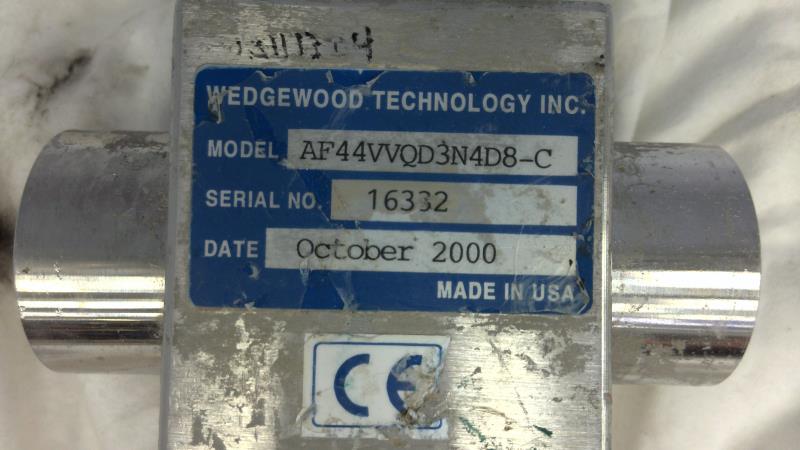 WEDGEWOOD TECHNOLOGY INC.
MODEL AF44VVQD3N4D8-C
SERIAL NO. 16332
DATE October 2000
MADE IN USA
CE